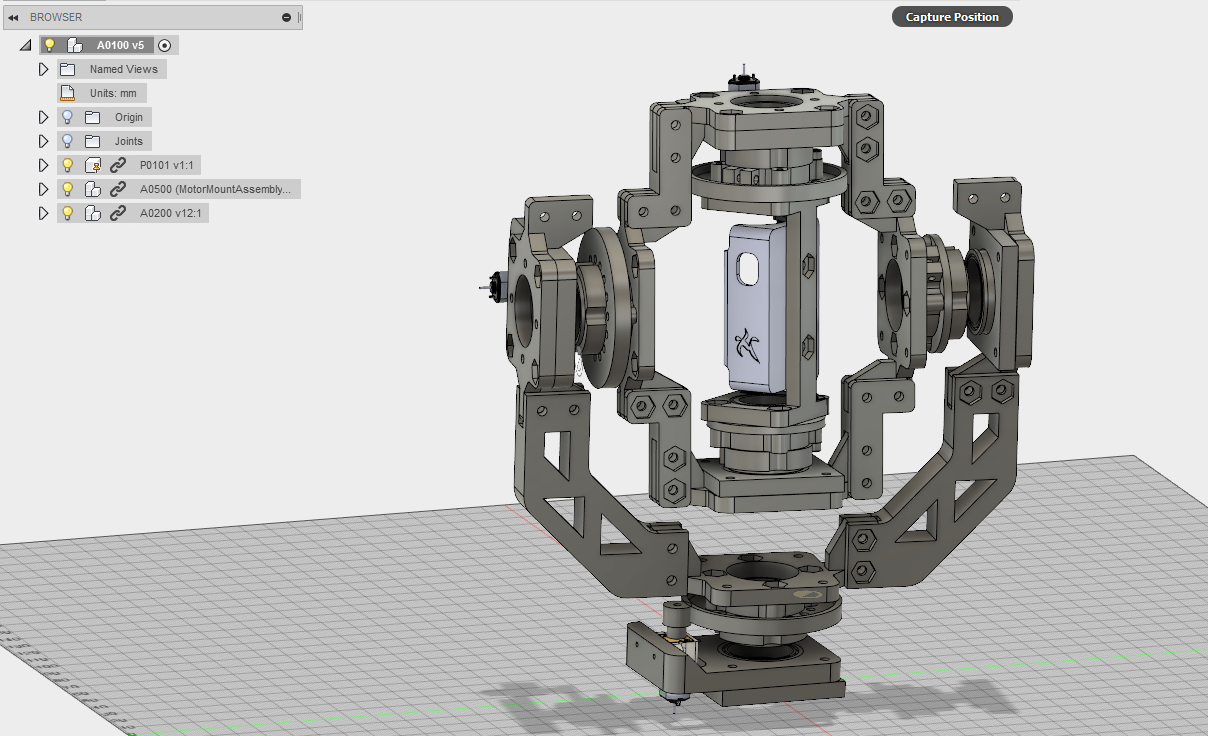 BROWSER
Capture Position
A0100 v5
Named Views
Units: mm
Origin
Joints
P0101 v1:1
A0500 (MotorMountAssembly...
A0200 v12:1